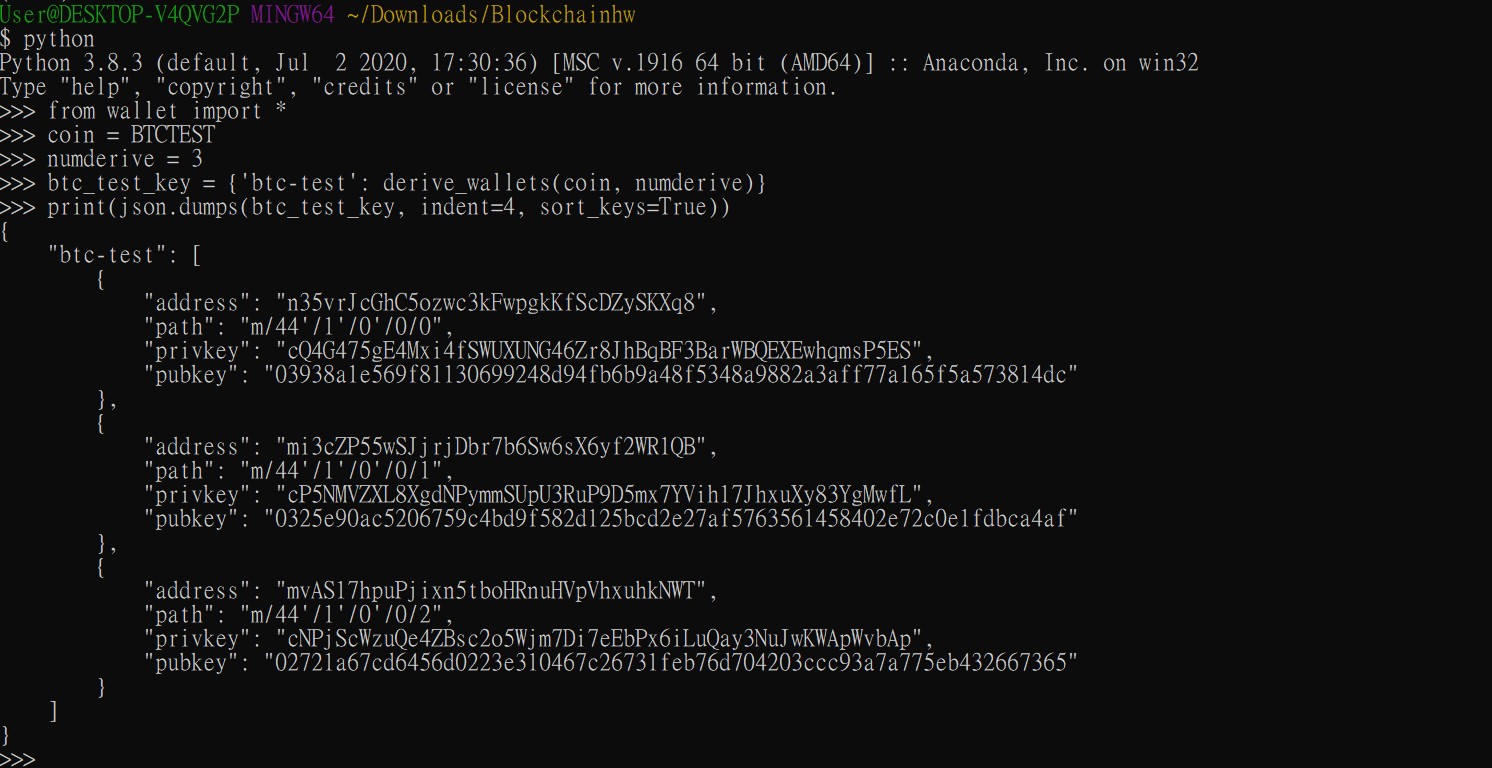 User@DESKTOP-V4QVG2P MINGW64 ~/Downloads/Blockchainhw
$ python
Python 3.8.3 (default, Jul  2 2020, 17:30:36) [MSC v.1916 64 bit (AMD64)] :: Anaconda, Inc. on win32
Type "help", "copyright", "credits" or "license" for more information.
>>> from wallet import *
>>> coin = BTCTEST
>>> numderive = 3
>>> btc_test_key = {'btc-test': derive_wallets(coin, numderive)}
>>> print(json.dumps(btc_test_key, indent=4, sort_keys=True))
{
    "btc-test": [
        {
            "address": "n35vrJcGhC5ozwc3kFwpgkKfScDZySKXq8",
            "path": "m/44'/1'/0'/0/0",
            "privkey": "cQ4G475gE4Mxi4fSWUXUNG46Zr8JhBqBF3BarWBQEXEwhqmsP5ES",
            "pubkey": "03938a1e569f81130699248d94fb6b9a48f5348a9882a3aff77a165f5a573814dc"
        },
        {
            "address": "mi3cZP55wSJjrjDbr7b6Sw6sX6yf2WR1QB",
            "path": "m/44'/1'/0'/0/1",
            "privkey": "cP5NMVZXL8XgdNPymmSUpU3RuP9D5mx7YVih17JhxuXy83YgMwfL",
            "pubkey": "0325e90ac5206759c4bd9f582d125bcd2e27af5763561458402e72c0e1fdbca4af"
        },
        {
            "address": "mvAS17hpuPjixn5tboHRnuHVpVhxuhkNWT",
            "path": "m/44'/1'/0'/0/2",
            "privkey": "cNPjScWzuQe4ZBsc2o5Wjm7Di7eEbPx6iLuQay3NuJwKWApWvbAp",
            "pubkey": "02721a67cd6456d0223e310467c26731feb76d704203ccc93a7a775eb432667365"
        }
    ]
}
>>>